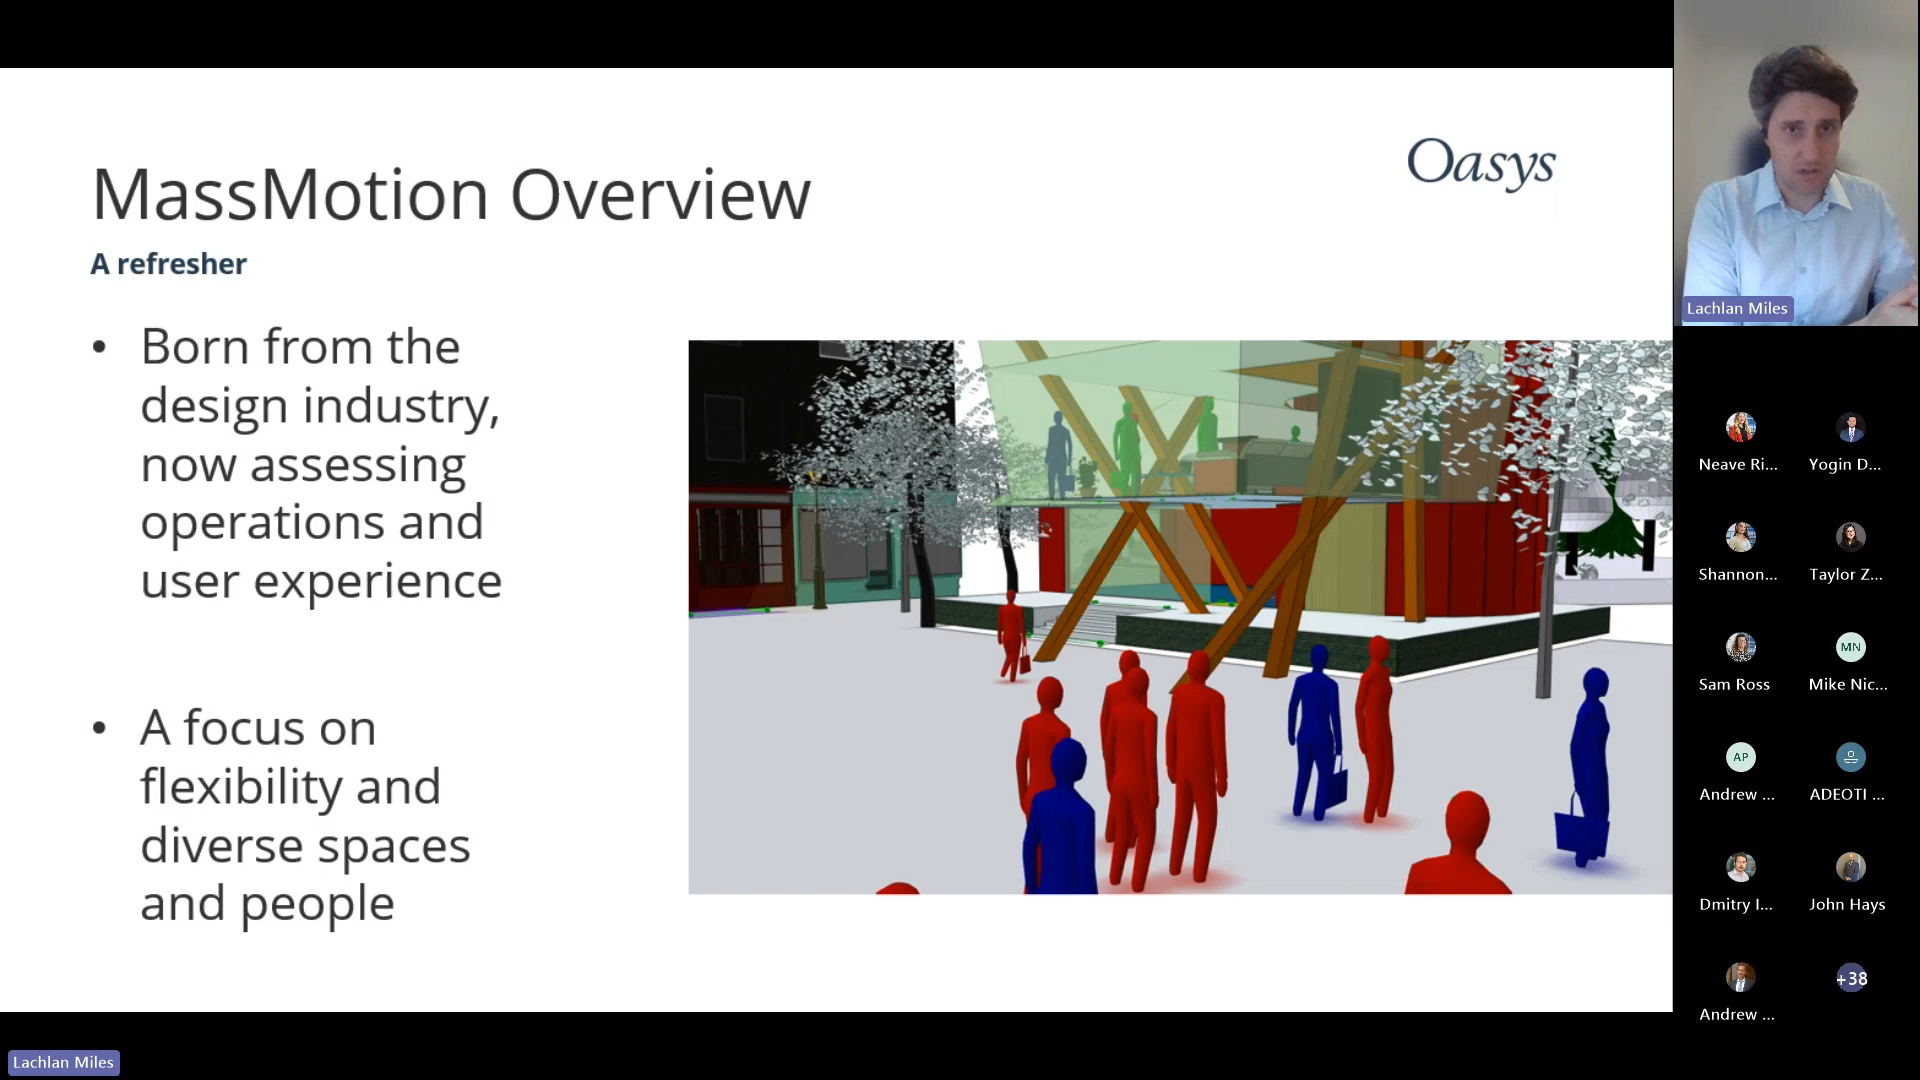 MassMotion Overview
Oasys
A refresher
• Born from the
design industry,
now assessing
operations and
user experience
• A focus on
flexibility and
diverse spaces
and people
Lachlan Miles
Neave Ri...
Yogin D...
Shannon...
Taylor Z...
Sam Ross
MN
Mike Nic...
AP
Andrew ...
ADEOTI ...
Dmitry I...
John Hays
Andrew ...
+38
Lachlan Miles